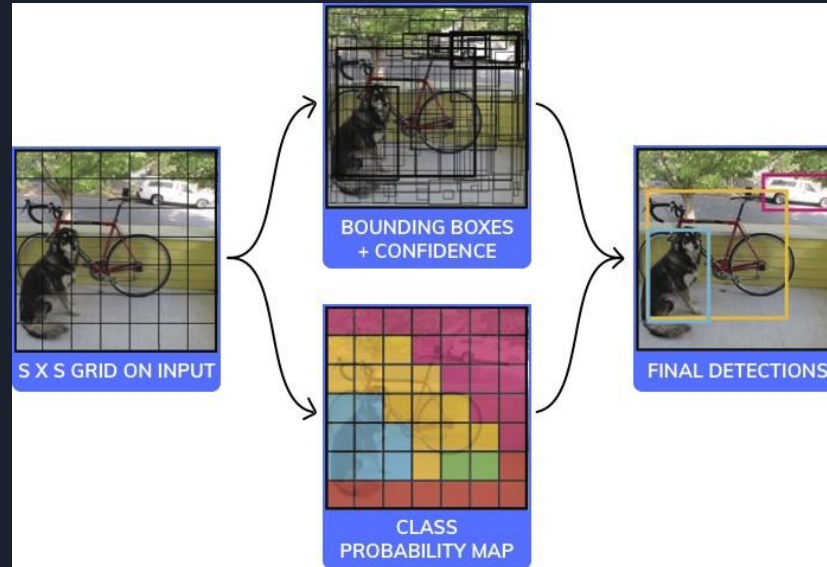 S X S GRID ON INPUT
BOUNDING BOXES
+ CONFIDENCE
CLASS
PROBABILITY MAP
FINAL DETECTIONS